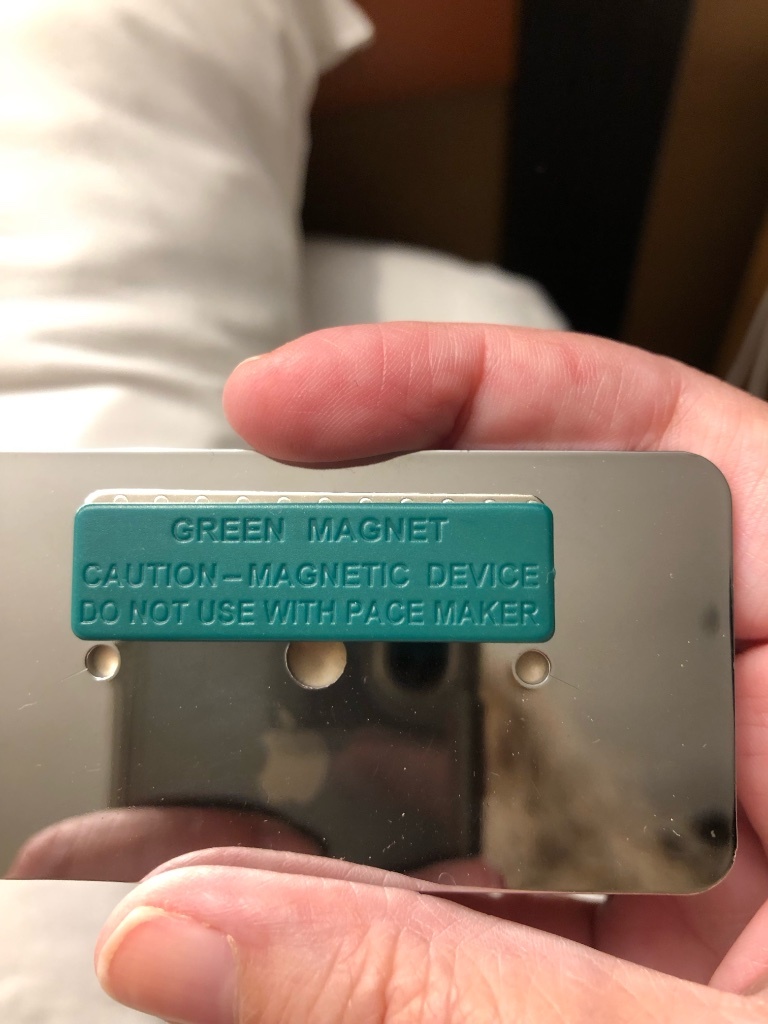 GREEN MAGNET
CAUTION – MAGNETIC DEVICE
DO NOT USE WITH PACE MAKER